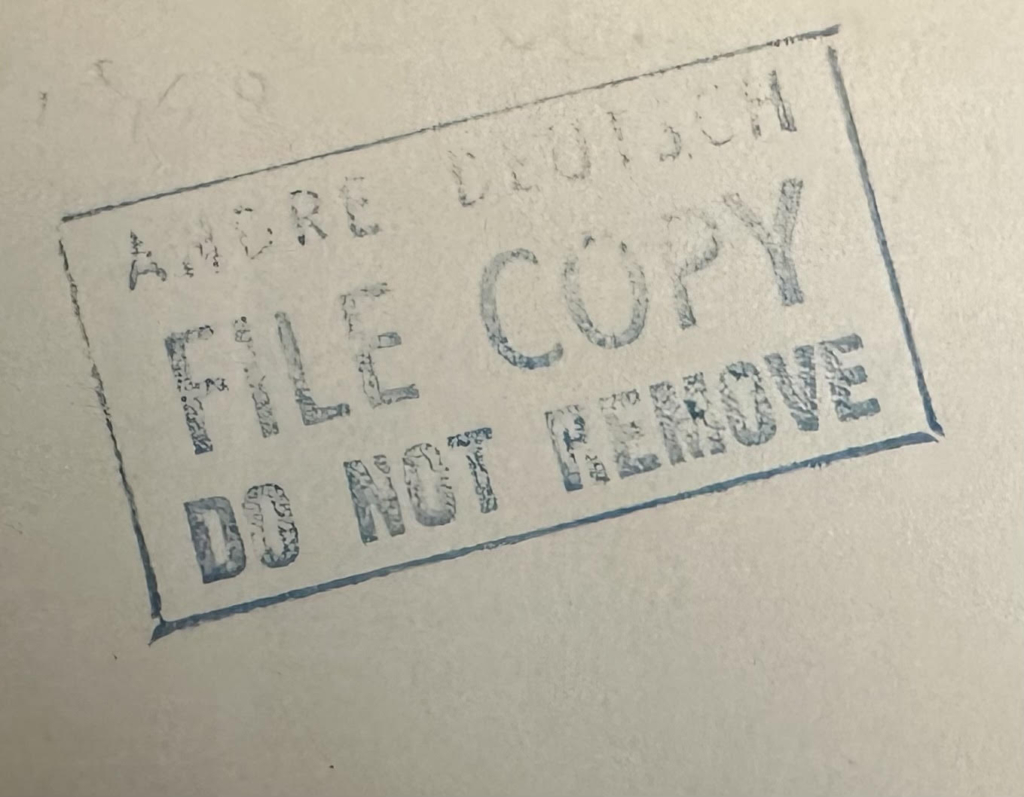 ANDRE DEUTSCH
FILE COPY
DO NOT REMOVE